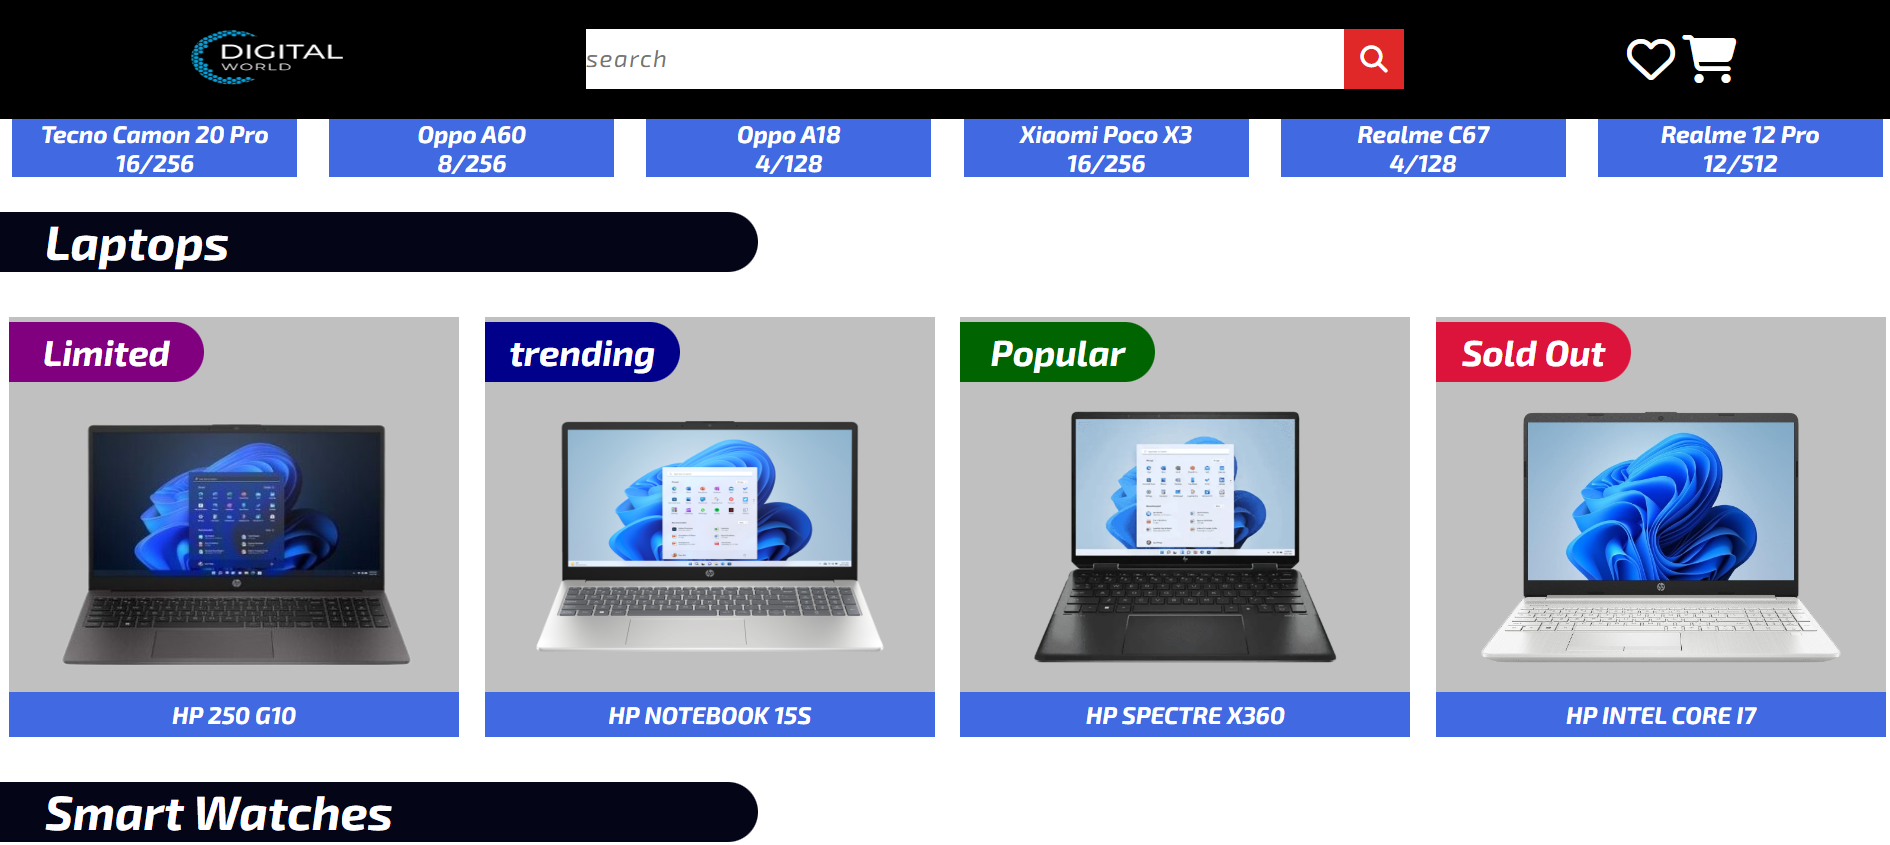 DIGITAL
WORLD
search
Tecno Camon 20 Pro
16/256
Oppo A60
8/256
Oppo A18
4/128
Xiaomi Poco X3
16/256
Realme C67
4/128
Realme 12 Pro
12/512
Laptops
Limited
trending
Popular
Sold Out
HP 250 G10
HP NOTEBOOK 15S
HP SPECTRE X360
HP INTEL CORE I7
Smart Watches